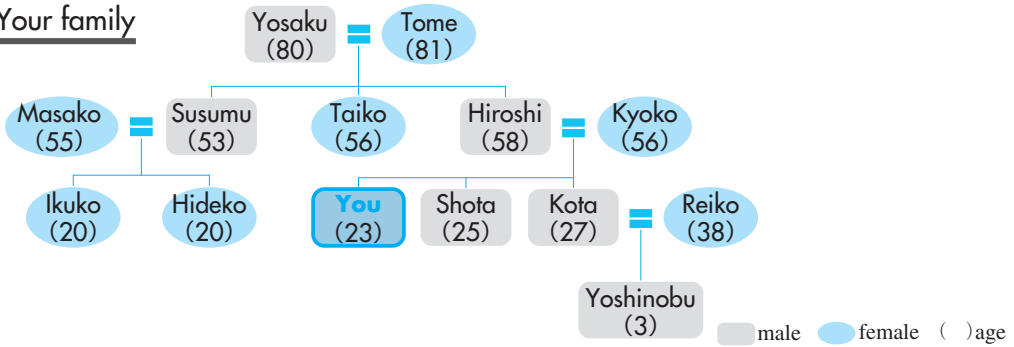 Your family
Yosaku
（80）
Tome
（81）
Masako
（55）
Susumu
（53）
Taiko
（56）
Hiroshi
（58）
Kyoko
（56）
Ikuko
（20）
Hideko
（20）
You
（23）
Shota
（25）
Kota
（27）
Reiko
（38）
Yoshinobu
（3）
male female （　）age